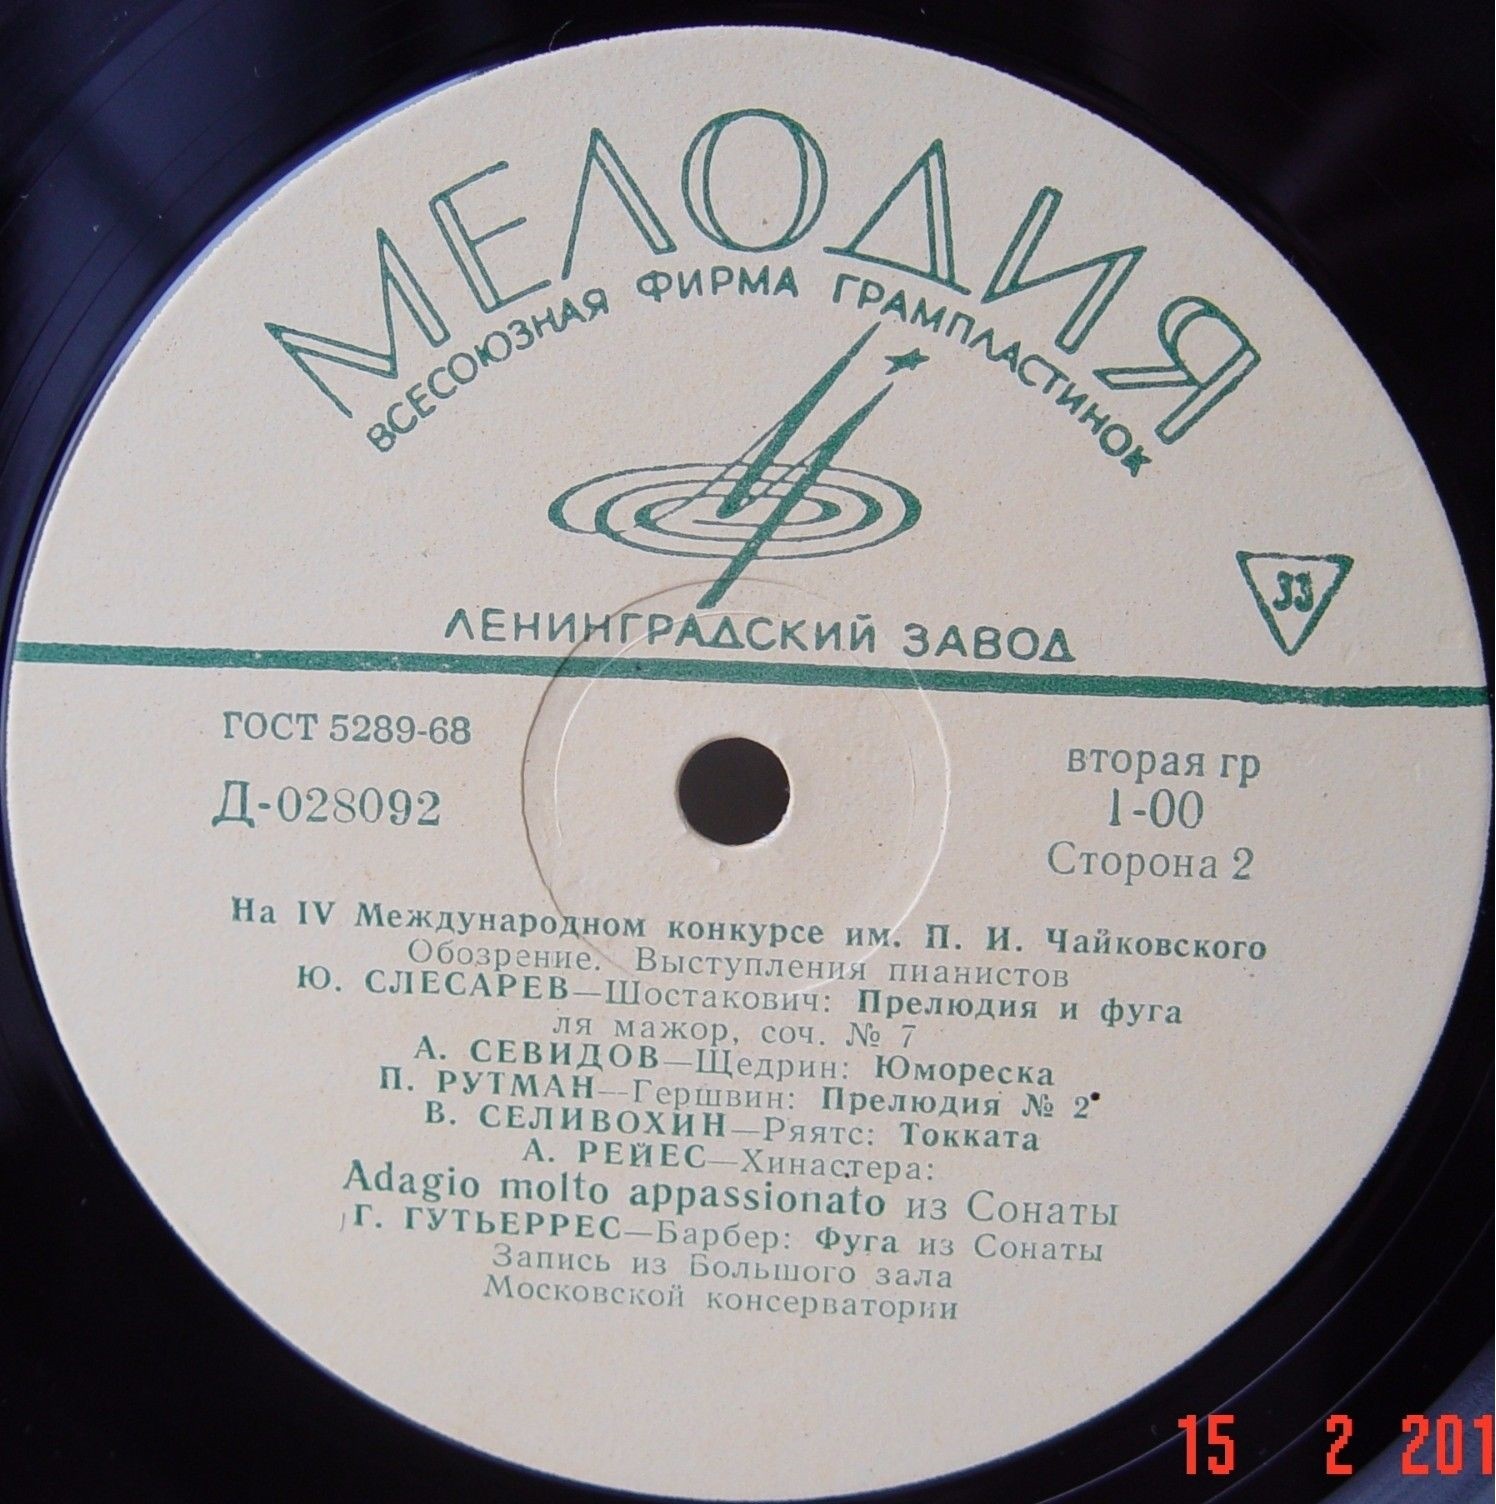 МЕЛОДИЯ
ВСЕСОЮЗНАЯ ФИРМА ГРАМПЛАСТИНОК
33
ЛЕНИНГРАДСКИЙ ЗАВОД
ГОСТ 5289-68
Д-028092
вторая гр
1-00
Сторона 2
На IV Международном конкурсе им. П. И. Чайковского
Обозрение. Выступления пианистов
Ю. СЛЕСАРЕВ—Шостакович: Прелюдия и фуга
ля мажор, соч. № 7
А. СЕВИДОВ—Щедрин: Юмореска
П. РУТМАН—Гершвин: Прелюдия № 2
В. СЕЛИВОХИН—Ряятс: Токката
А. РЕЙЕС—Хинастера:
Adagio molto appassionato из Сонаты
Г. ГУТЬЕРРЕС—Барбер: Фуга из Сонаты
Запись из Большого зала
Московской консерватории
15 2 201